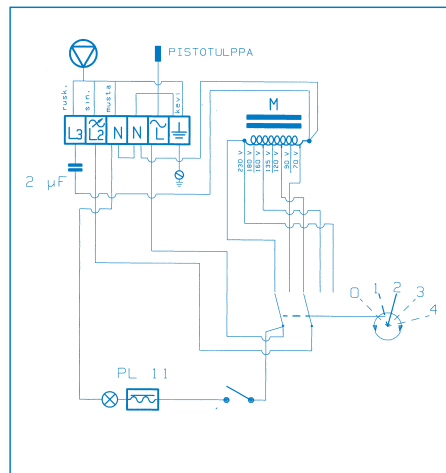 PISTOTULPPA
rusk.
sin.
musta
kevi
L3 L2 N N L
M
230 V
180 V
160 V
135 V
120 V
90 V
70 V
2 µF
0 1 2 3 4
PL 11